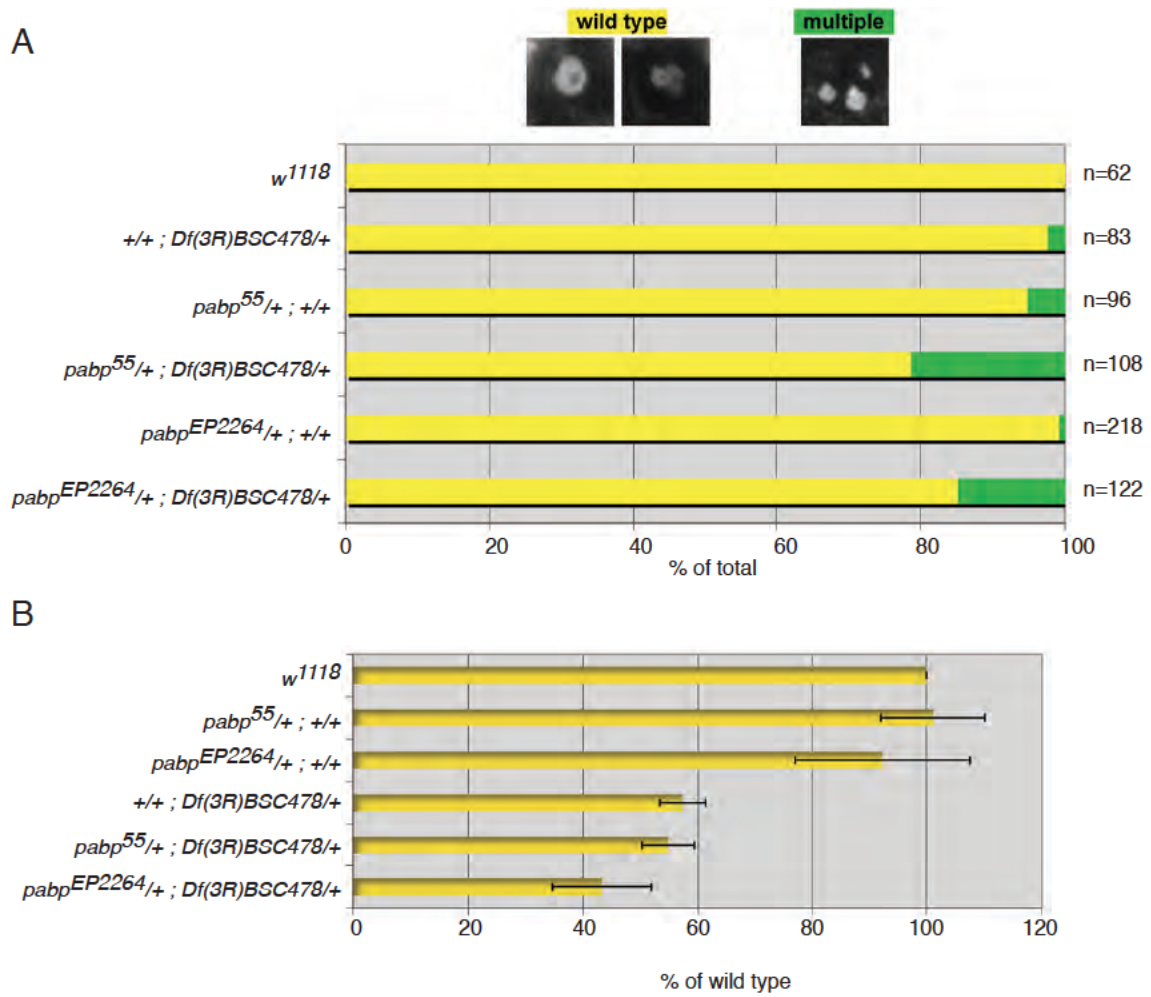 A
wild type multiple
w1118 n=62
+/+ ; Df(3R)BSC478/+ n=83
pabp55/+ ; +/+ n=96
pabp55/+ ; Df(3R)BSC478/+ n=108
pabpEP2264/+ ; +/+ n=218
pabpEP2264/+ ; Df(3R)BSC478/+ n=122
0 20 40 60 80 100
% of total
B
w1118
pabp55/+ ; +/+
pabpEP2264/+ ; +/+
+/+ ; Df(3R)BSC478/+
pabp55/+ ; Df(3R)BSC478/+
pabpEP2264/+ ; Df(3R)BSC478/+
0 20 40 60 80 100 120
% of wild type